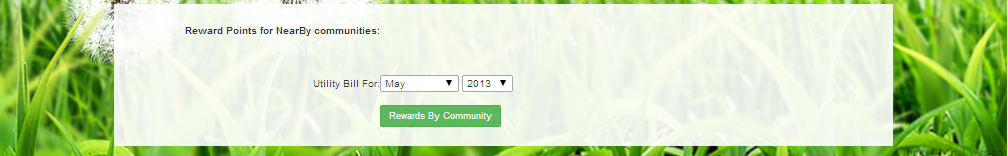 Reward Points for NearBy communities:
Utility Bill For: May 2013
Rewards By Community